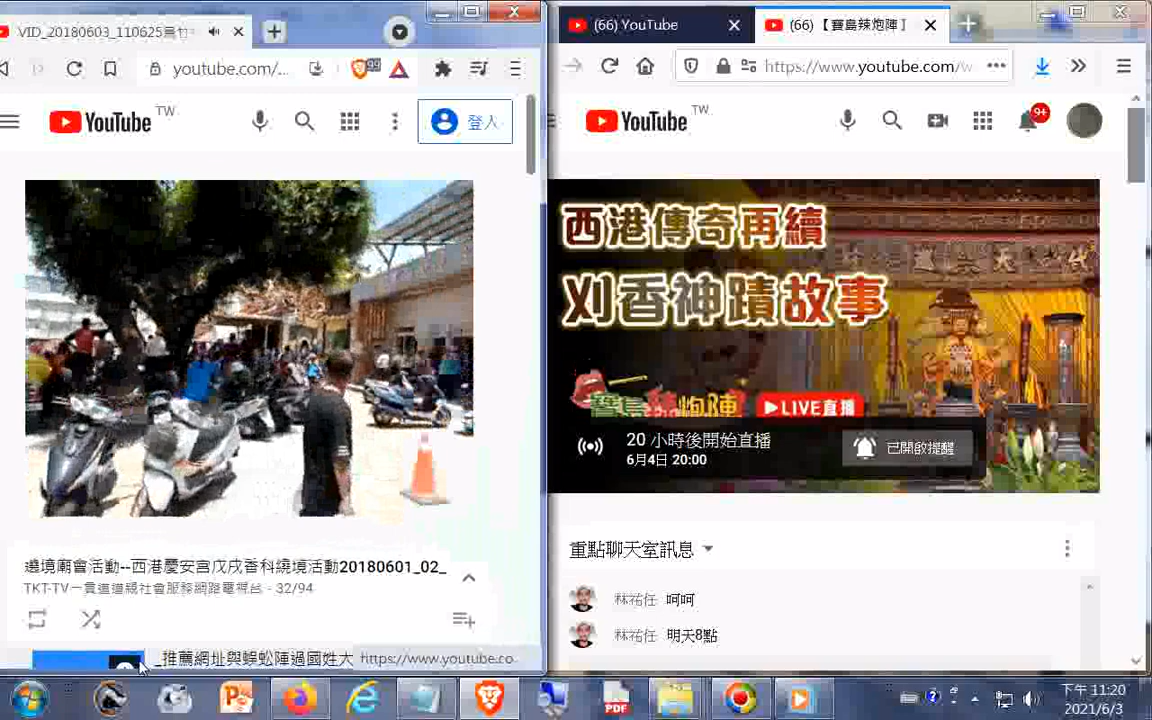 VID_20180603_110625
youtube.com/...
99
YouTube TW
登入
遶境廟會活動--西港慶安宮戊戌香科繞境活動20180601_02_
TKT-TV一貫道道親社會服務網路電視台 - 32/94
_推薦網址與蜈蚣陣過國姓大
https://www.youtube.co
(66) YouTube
(66) 【寶島辣炮陣】
https://www.youtube.com/w
YouTube TW
9+
西港傳奇再續
刈香神蹟故事
寶島辣炮陣
LIVE直播
20 小時後開始直播
6月4日 20:00
已開啟提醒
重點聊天室訊息
林祐任 呵呵
林祐任 明天8點
PDF
下午 11:20
2021/6/3